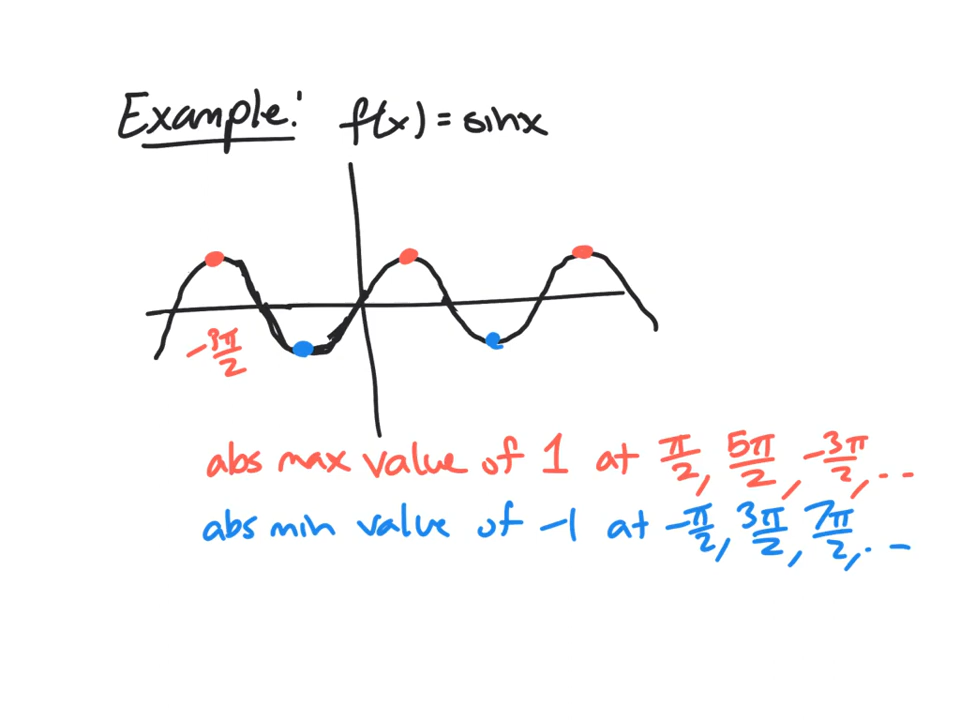 Example: f(x) = sinx
-3π/2
abs max value of 1 at π/2, 5π/2, -3π/2, ...
abs min value of -1 at -π/2, 3π/2, 7π/2, ...